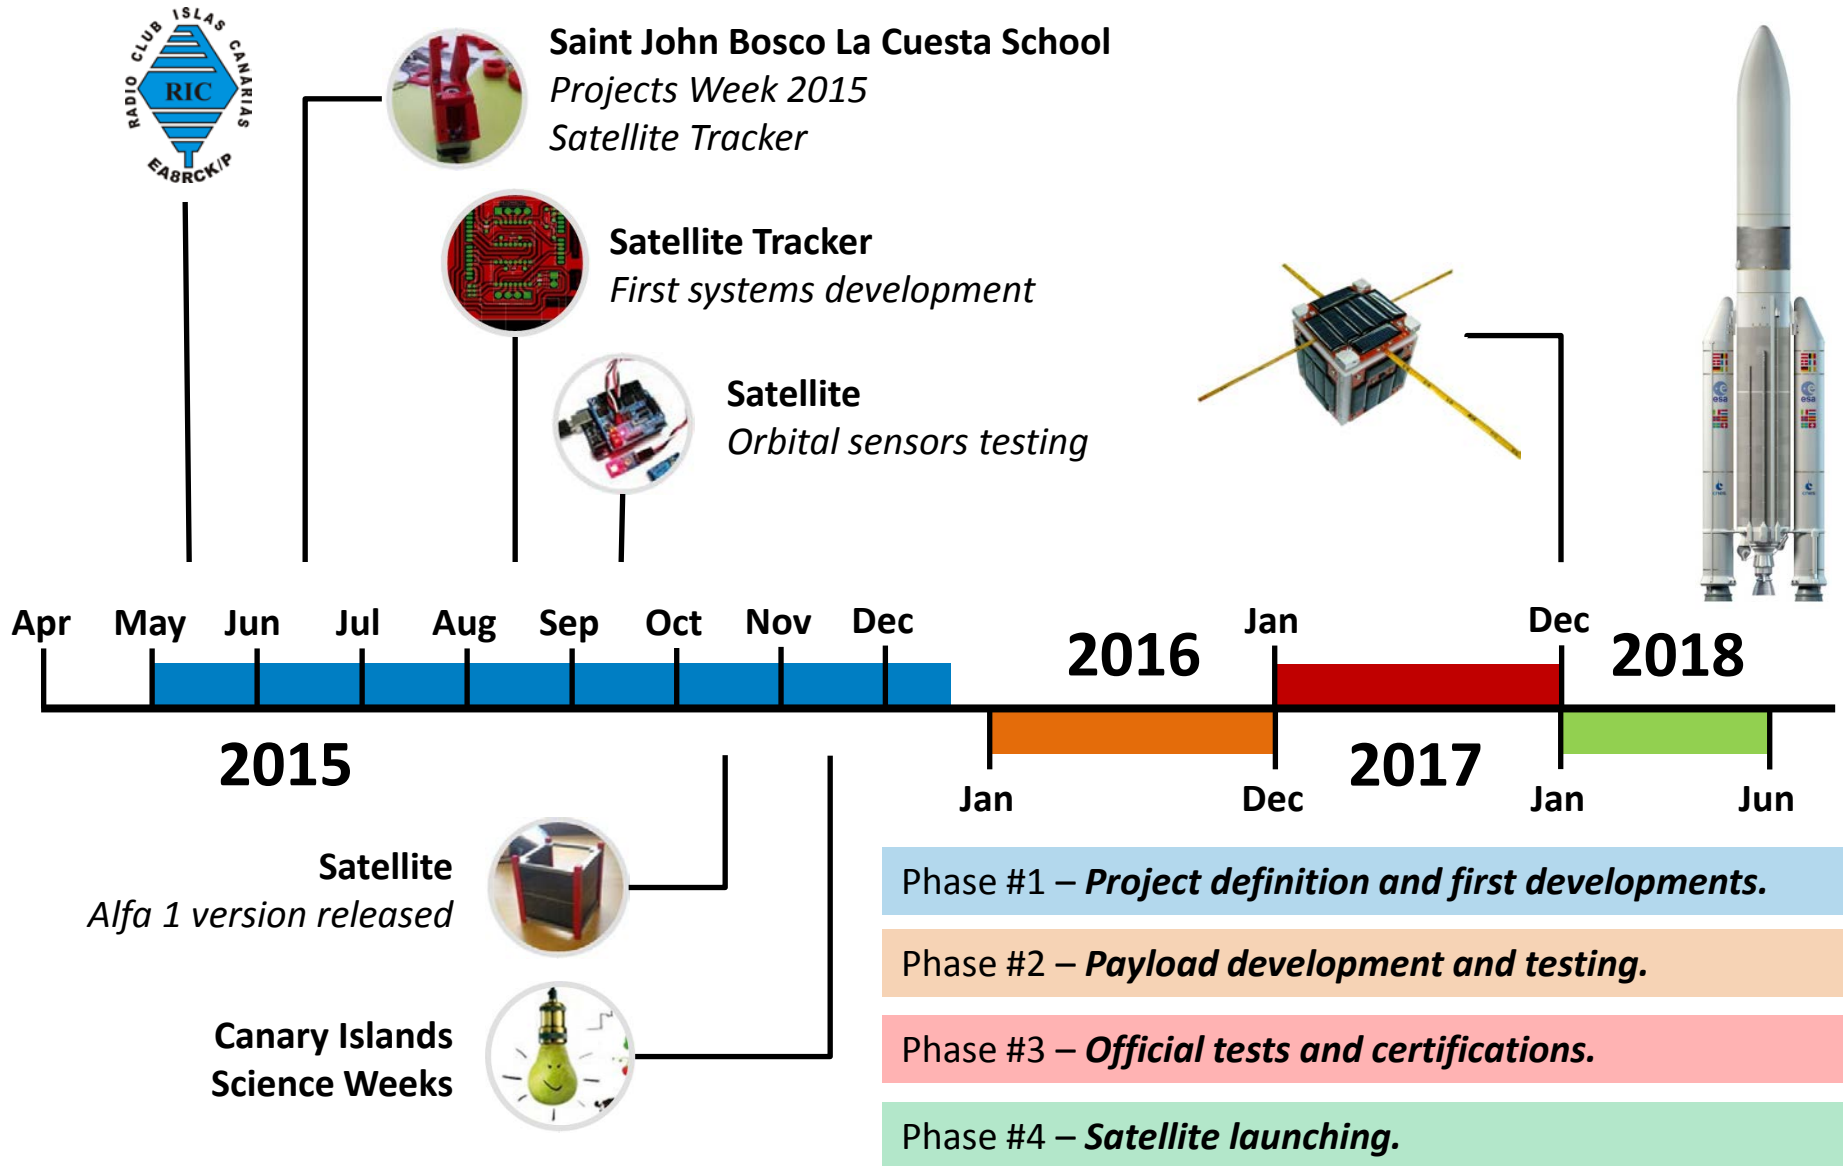 RADIO CLUB ISLAS CANARIAS
RIC
EA8RCK/P
Saint John Bosco La Cuesta School
Projects Week 2015
Satellite Tracker
Satellite Tracker
First systems development
Satellite
Orbital sensors testing
esa
esa
cnes
cnes
Apr May Jun Jul Aug Sep Oct Nov Dec
2016
Jan
Dec
2018
2015
2017
Jan
Dec
Jan
Jun
Satellite
Alfa 1 version released
Canary Islands
Science Weeks
Phase #1 – Project definition and first developments.
Phase #2 – Payload development and testing.
Phase #3 – Official tests and certifications.
Phase #4 – Satellite launching.